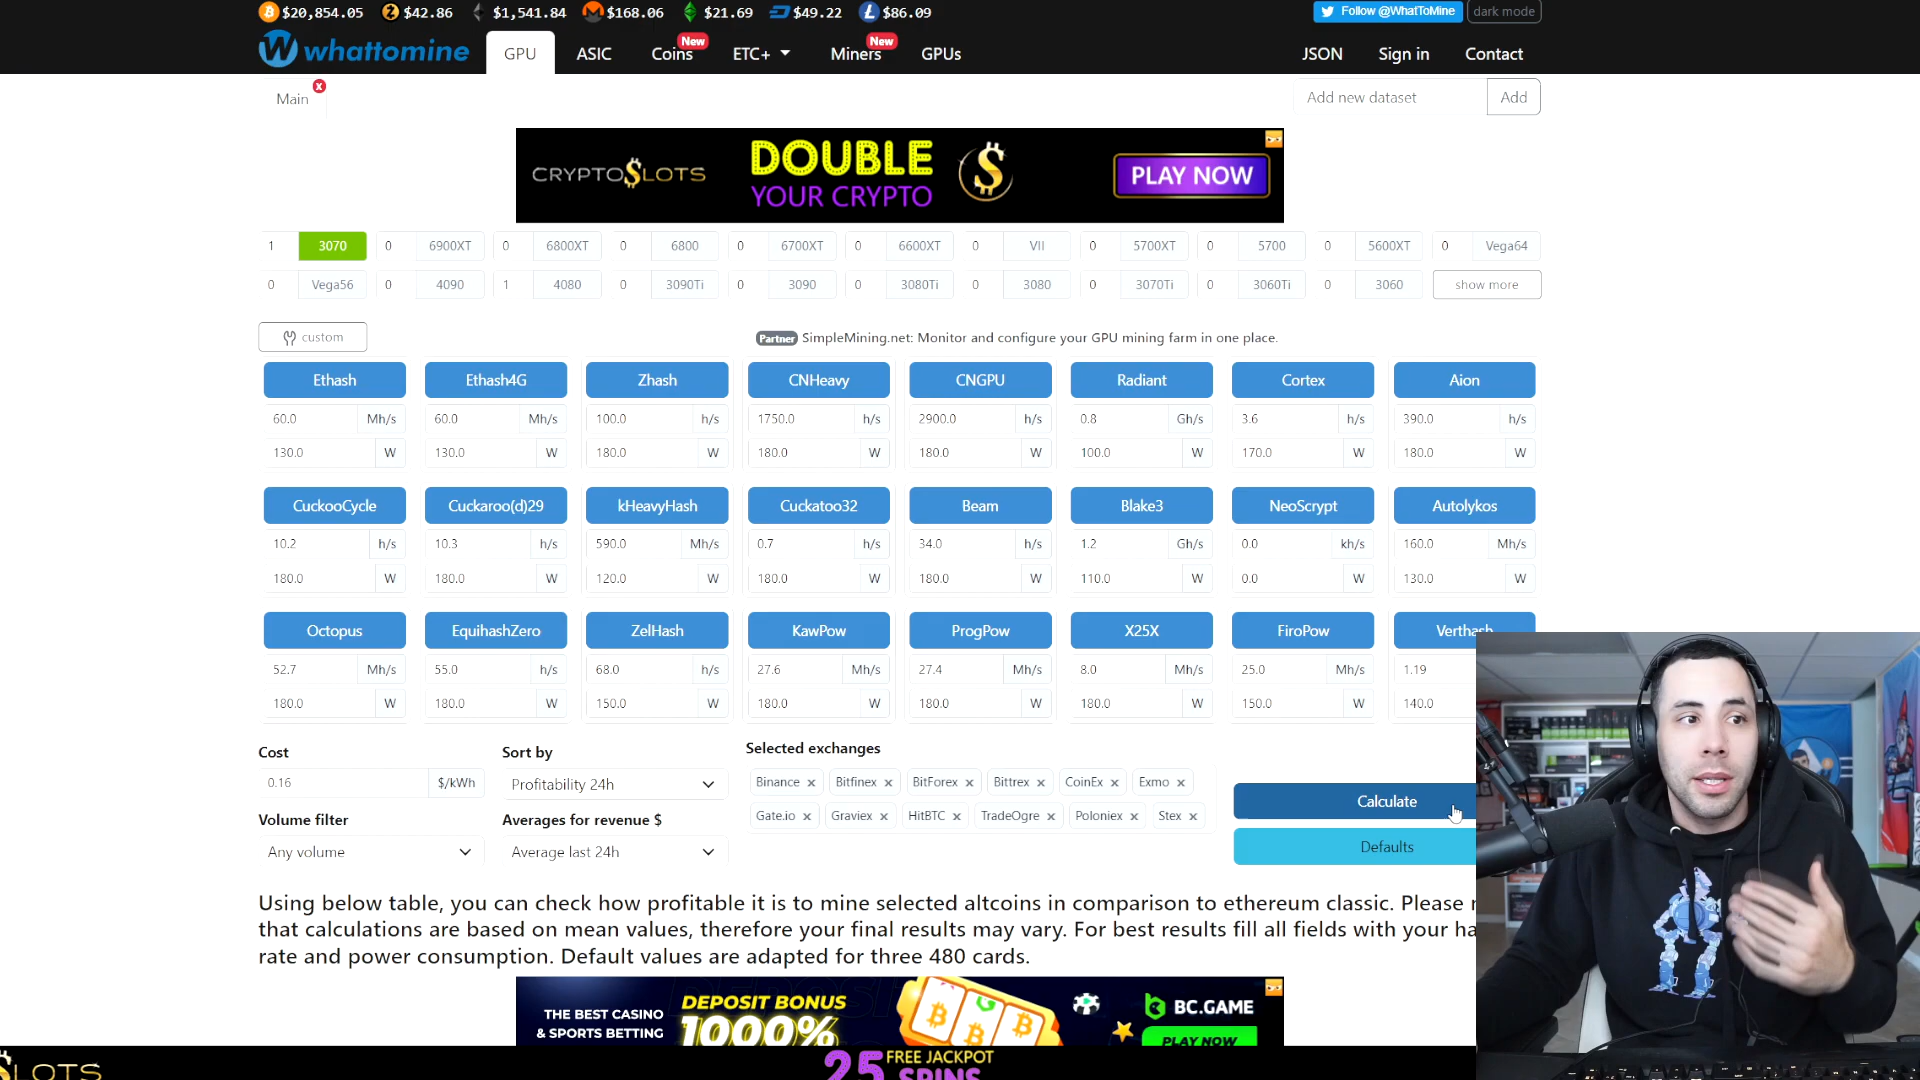 $20,854.05 $42.86 $1,541.84 $168.06 $21.69 $49.22 $86.09 Follow @WhatToMine dark mode
whattomine GPU ASIC Coins New ETC+ Miners New GPUs JSON Sign in Contact
Main x Add new dataset Add
CRYPTO$LOTS DOUBLE YOUR CRYPTO $ PLAY NOW
1 3070 0 6900XT 0 6800XT 0 6800 0 6700XT 0 6600XT 0 VII 0 5700XT 0 5700 0 5600XT 0 Vega64
0 Vega56 0 4090 1 4080 0 3090Ti 0 3090 0 3080Ti 0 3080 0 3070Ti 0 3060Ti 0 3060 show more
custom Partner SimpleMining.net: Monitor and configure your GPU mining farm in one place.
Ethash Ethash4G Zhash CNHeavy CNGPU Radiant Cortex Aion
60.0 Mh/s 60.0 Mh/s 100.0 h/s 1750.0 h/s 2900.0 h/s 0.8 Gh/s 3.6 h/s 390.0 h/s
130.0 W 130.0 W 180.0 W 180.0 W 180.0 W 100.0 W 170.0 W 180.0 W
CuckooCycle Cuckaroo(d)29 kHeavyHash Cuckatoo32 Beam Blake3 NeoScrypt Autolykos
10.2 h/s 10.3 h/s 590.0 Mh/s 0.7 h/s 34.0 h/s 1.2 Gh/s 0.0 kh/s 160.0 Mh/s
180.0 W 180.0 W 120.0 W 180.0 W 180.0 W 110.0 W 0.0 W 130.0 W
Octopus EquihashZero ZelHash KawPow ProgPow X25X FiroPow Verthash
52.7 Mh/s 55.0 h/s 68.0 h/s 27.6 Mh/s 27.4 Mh/s 8.0 Mh/s 25.0 Mh/s 1.19
180.0 W 180.0 W 150.0 W 180.0 W 180.0 W 180.0 W 150.0 W 140.0
Cost Sort by Selected exchanges
0.16 $/kWh Profitability 24h Binance × Bitfinex × BitForex × Bittrex × CoinEx × Exmo ×
Volume filter Averages for revenue $ Gate.io × Graviex × HitBTC × TradeOgre × Poloniex × Stex × Calculate
Any volume Average last 24h Defaults
Using below table, you can check how profitable it is to mine selected altcoins in comparison to ethereum classic. Please
that calculations are based on mean values, therefore your final results may vary. For best results fill all fields with your
rate and power consumption. Default values are adapted for three 480 cards.
THE BEST CASINO & SPORTS BETTING DEPOSIT BONUS 1000% BC.GAME PLAY NOW
LOTS 25 FREE JACKPOT SPINS